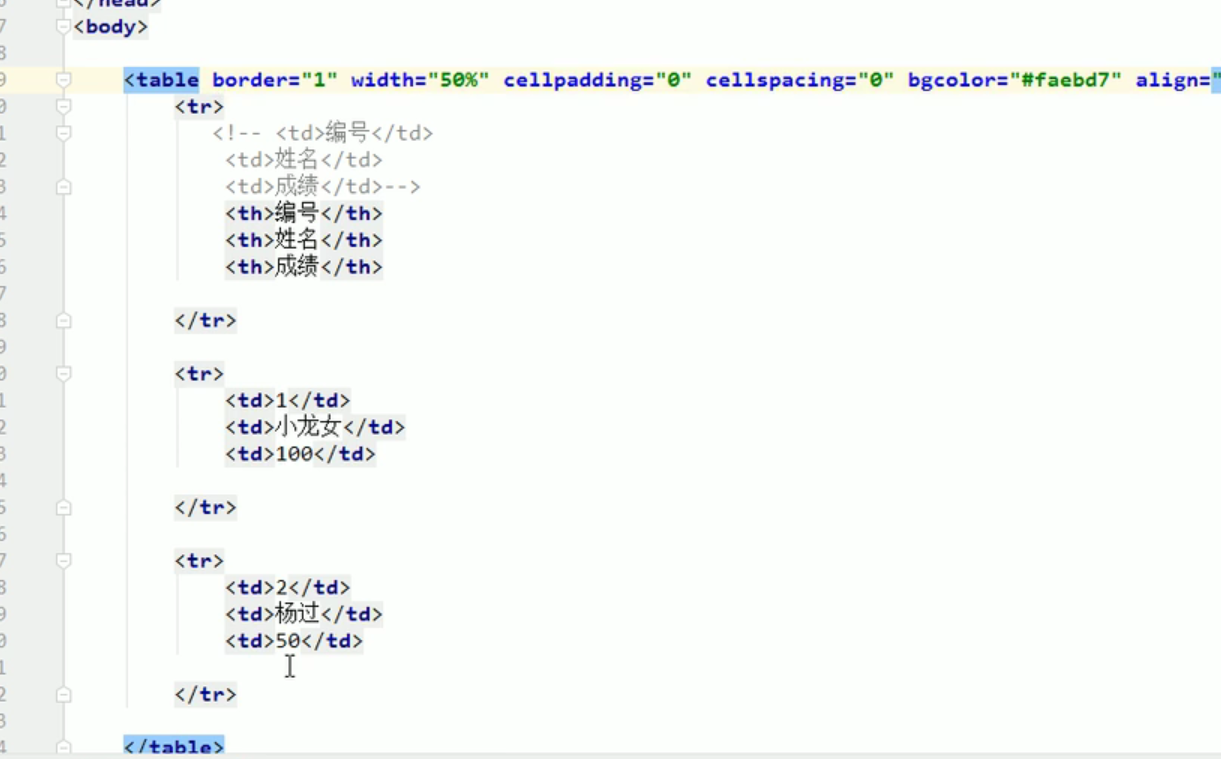 </head>
<body>
<table border="1" width="50%" cellpadding="0" cellspacing="0" bgcolor="#faebd7" align="
<tr>
<!-- <td>编号</td>
<td>姓名</td>
<td>成绩</td>-->
<th>编号</th>
<th>姓名</th>
<th>成绩</th>
</tr>
<tr>
<td>1</td>
<td>小龙女</td>
<td>100</td>
</tr>
<tr>
<td>2</td>
<td>杨过</td>
<td>50</td>
</tr>
</table>